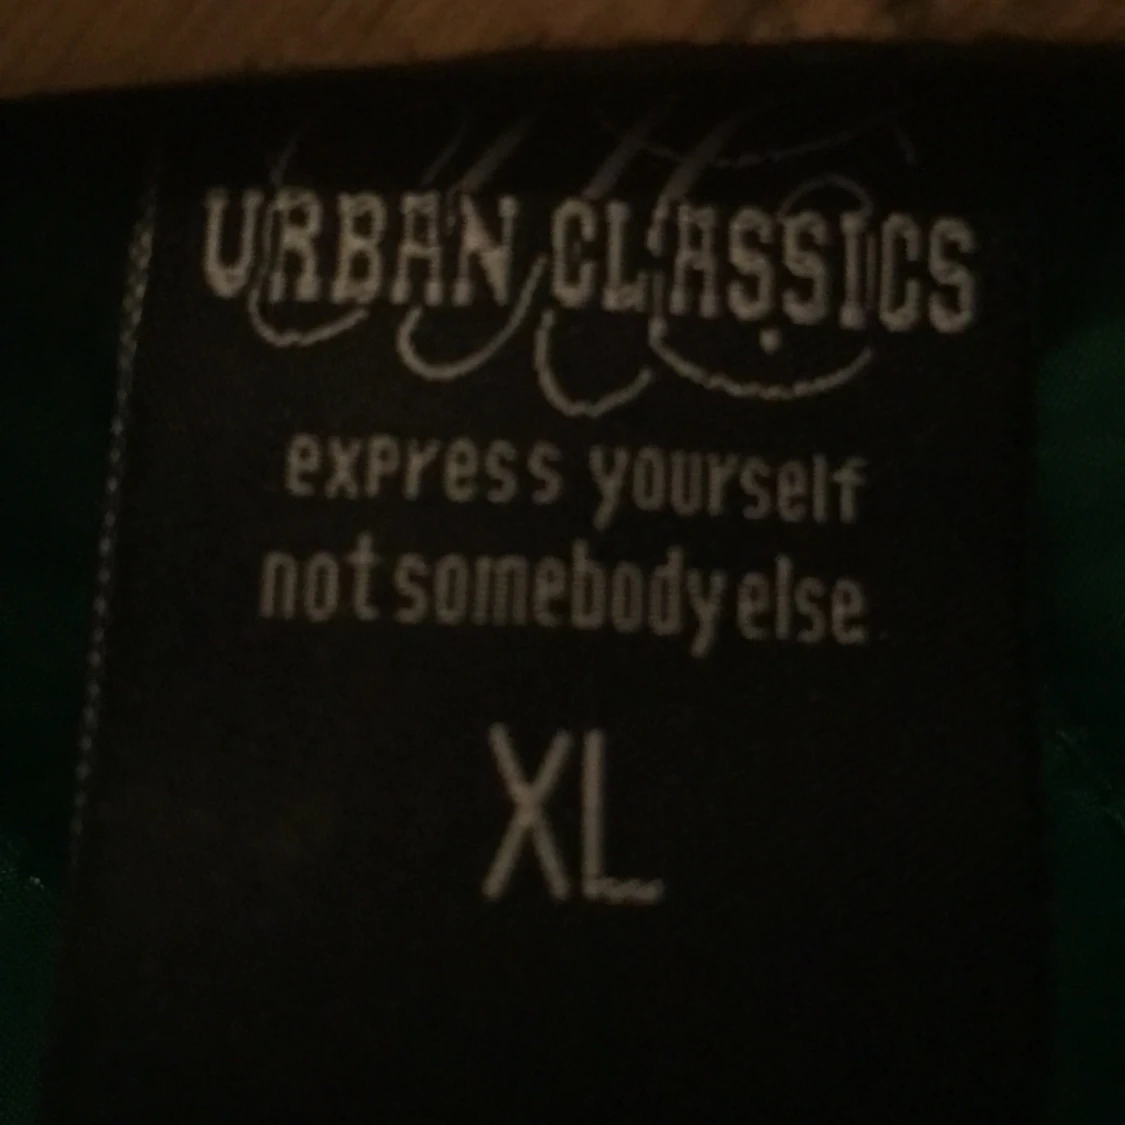 URBAN CLASSICS
express yourself
not somebody else
XL